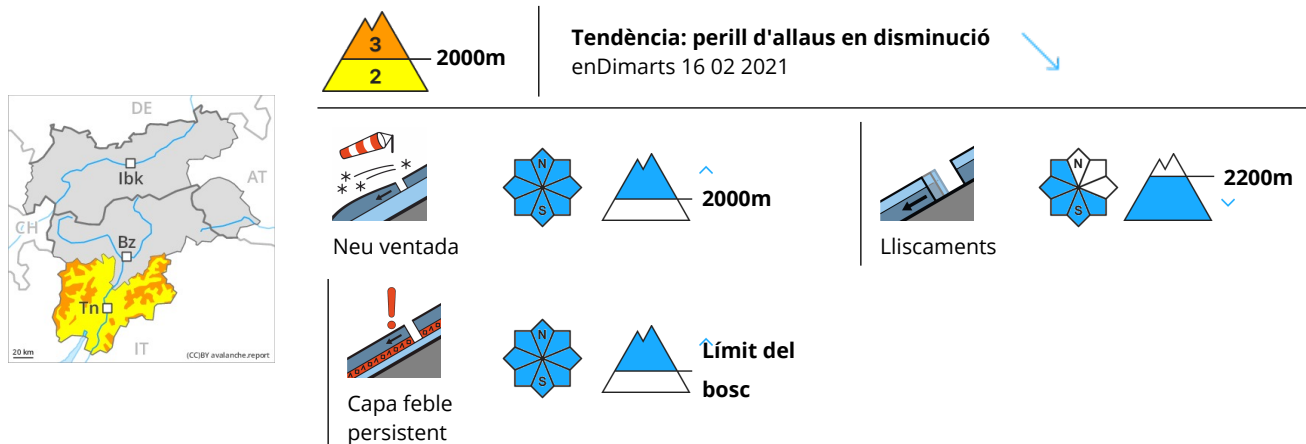 3
2000m
2
Tendència: perill d'allaus en disminució
enDimarts 16 02 2021
DE
Ibk
AT
CH
Bz
Tn
IT
20 km
(CC)BY avalanche.report
N
S
2000m
Neu ventada
N
S
2200m
Lliscaments
N
S
Límit del
bosc
Capa feble
persistent